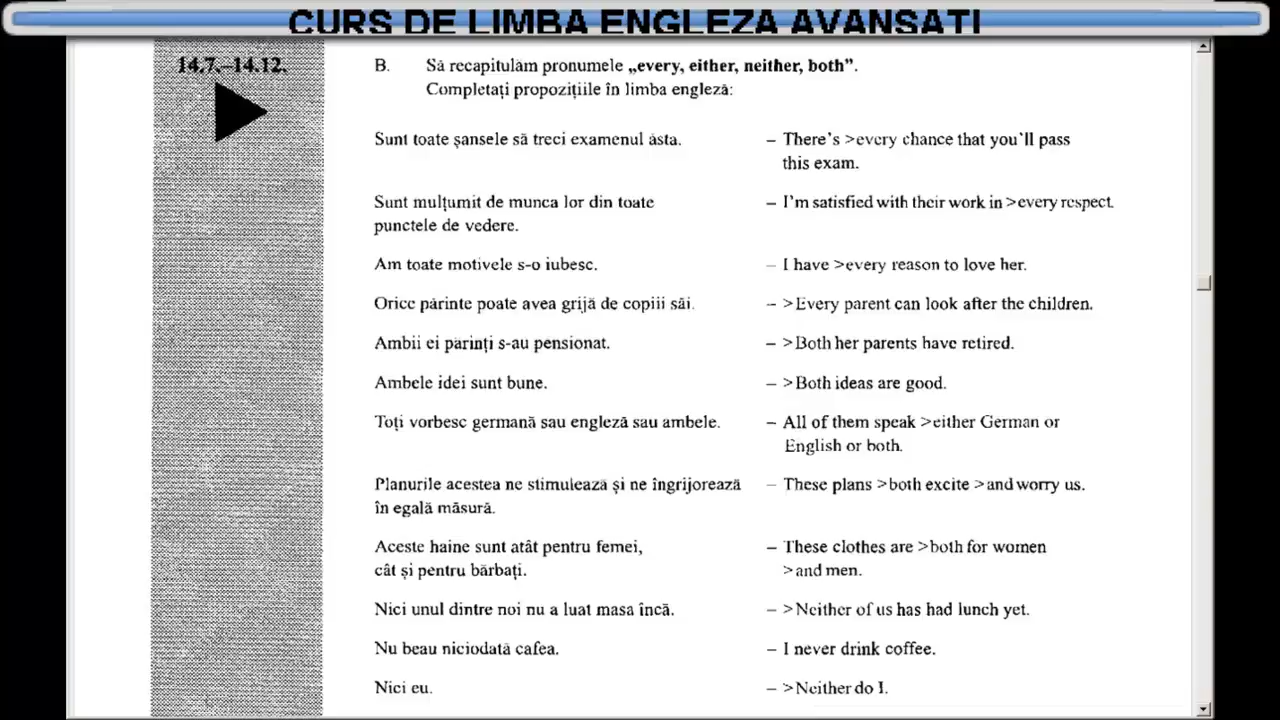 CURS DE LIMBA ENGLEZA AVANSATI
14.7.–14.12.
B. Să recapitulăm pronumele „every, either, neither, both”.
Completați propozițiile în limba engleză:
Sunt toate șansele să treci examenul ăsta. – There's >every chance that you'll pass
this exam.
Sunt mulțumit de munca lor din toate – I'm satisfied with their work in >every respect.
punctele de vedere.
Am toate motivele s-o iubesc. – I have >every reason to love her.
Orice părinte poate avea grijă de copiii săi. – >Every parent can look after the children.
Ambii ei părinți s-au pensionat. – >Both her parents have retired.
Ambele idei sunt bune. – >Both ideas are good.
Toți vorbesc germană sau engleză sau ambele. – All of them speak >either German or
English or both.
Planurile acestea ne stimulează și ne îngrijorează – These plans >both excite >and worry us.
în egală măsură.
Aceste haine sunt atât pentru femei, – These clothes are >both for women
cât și pentru bărbați. >and men.
Nici unul dintre noi nu a luat masa încă. – >Neither of us has had lunch yet.
Nu beau niciodată cafea. – I never drink coffee.
Nici eu. – >Neither do I.